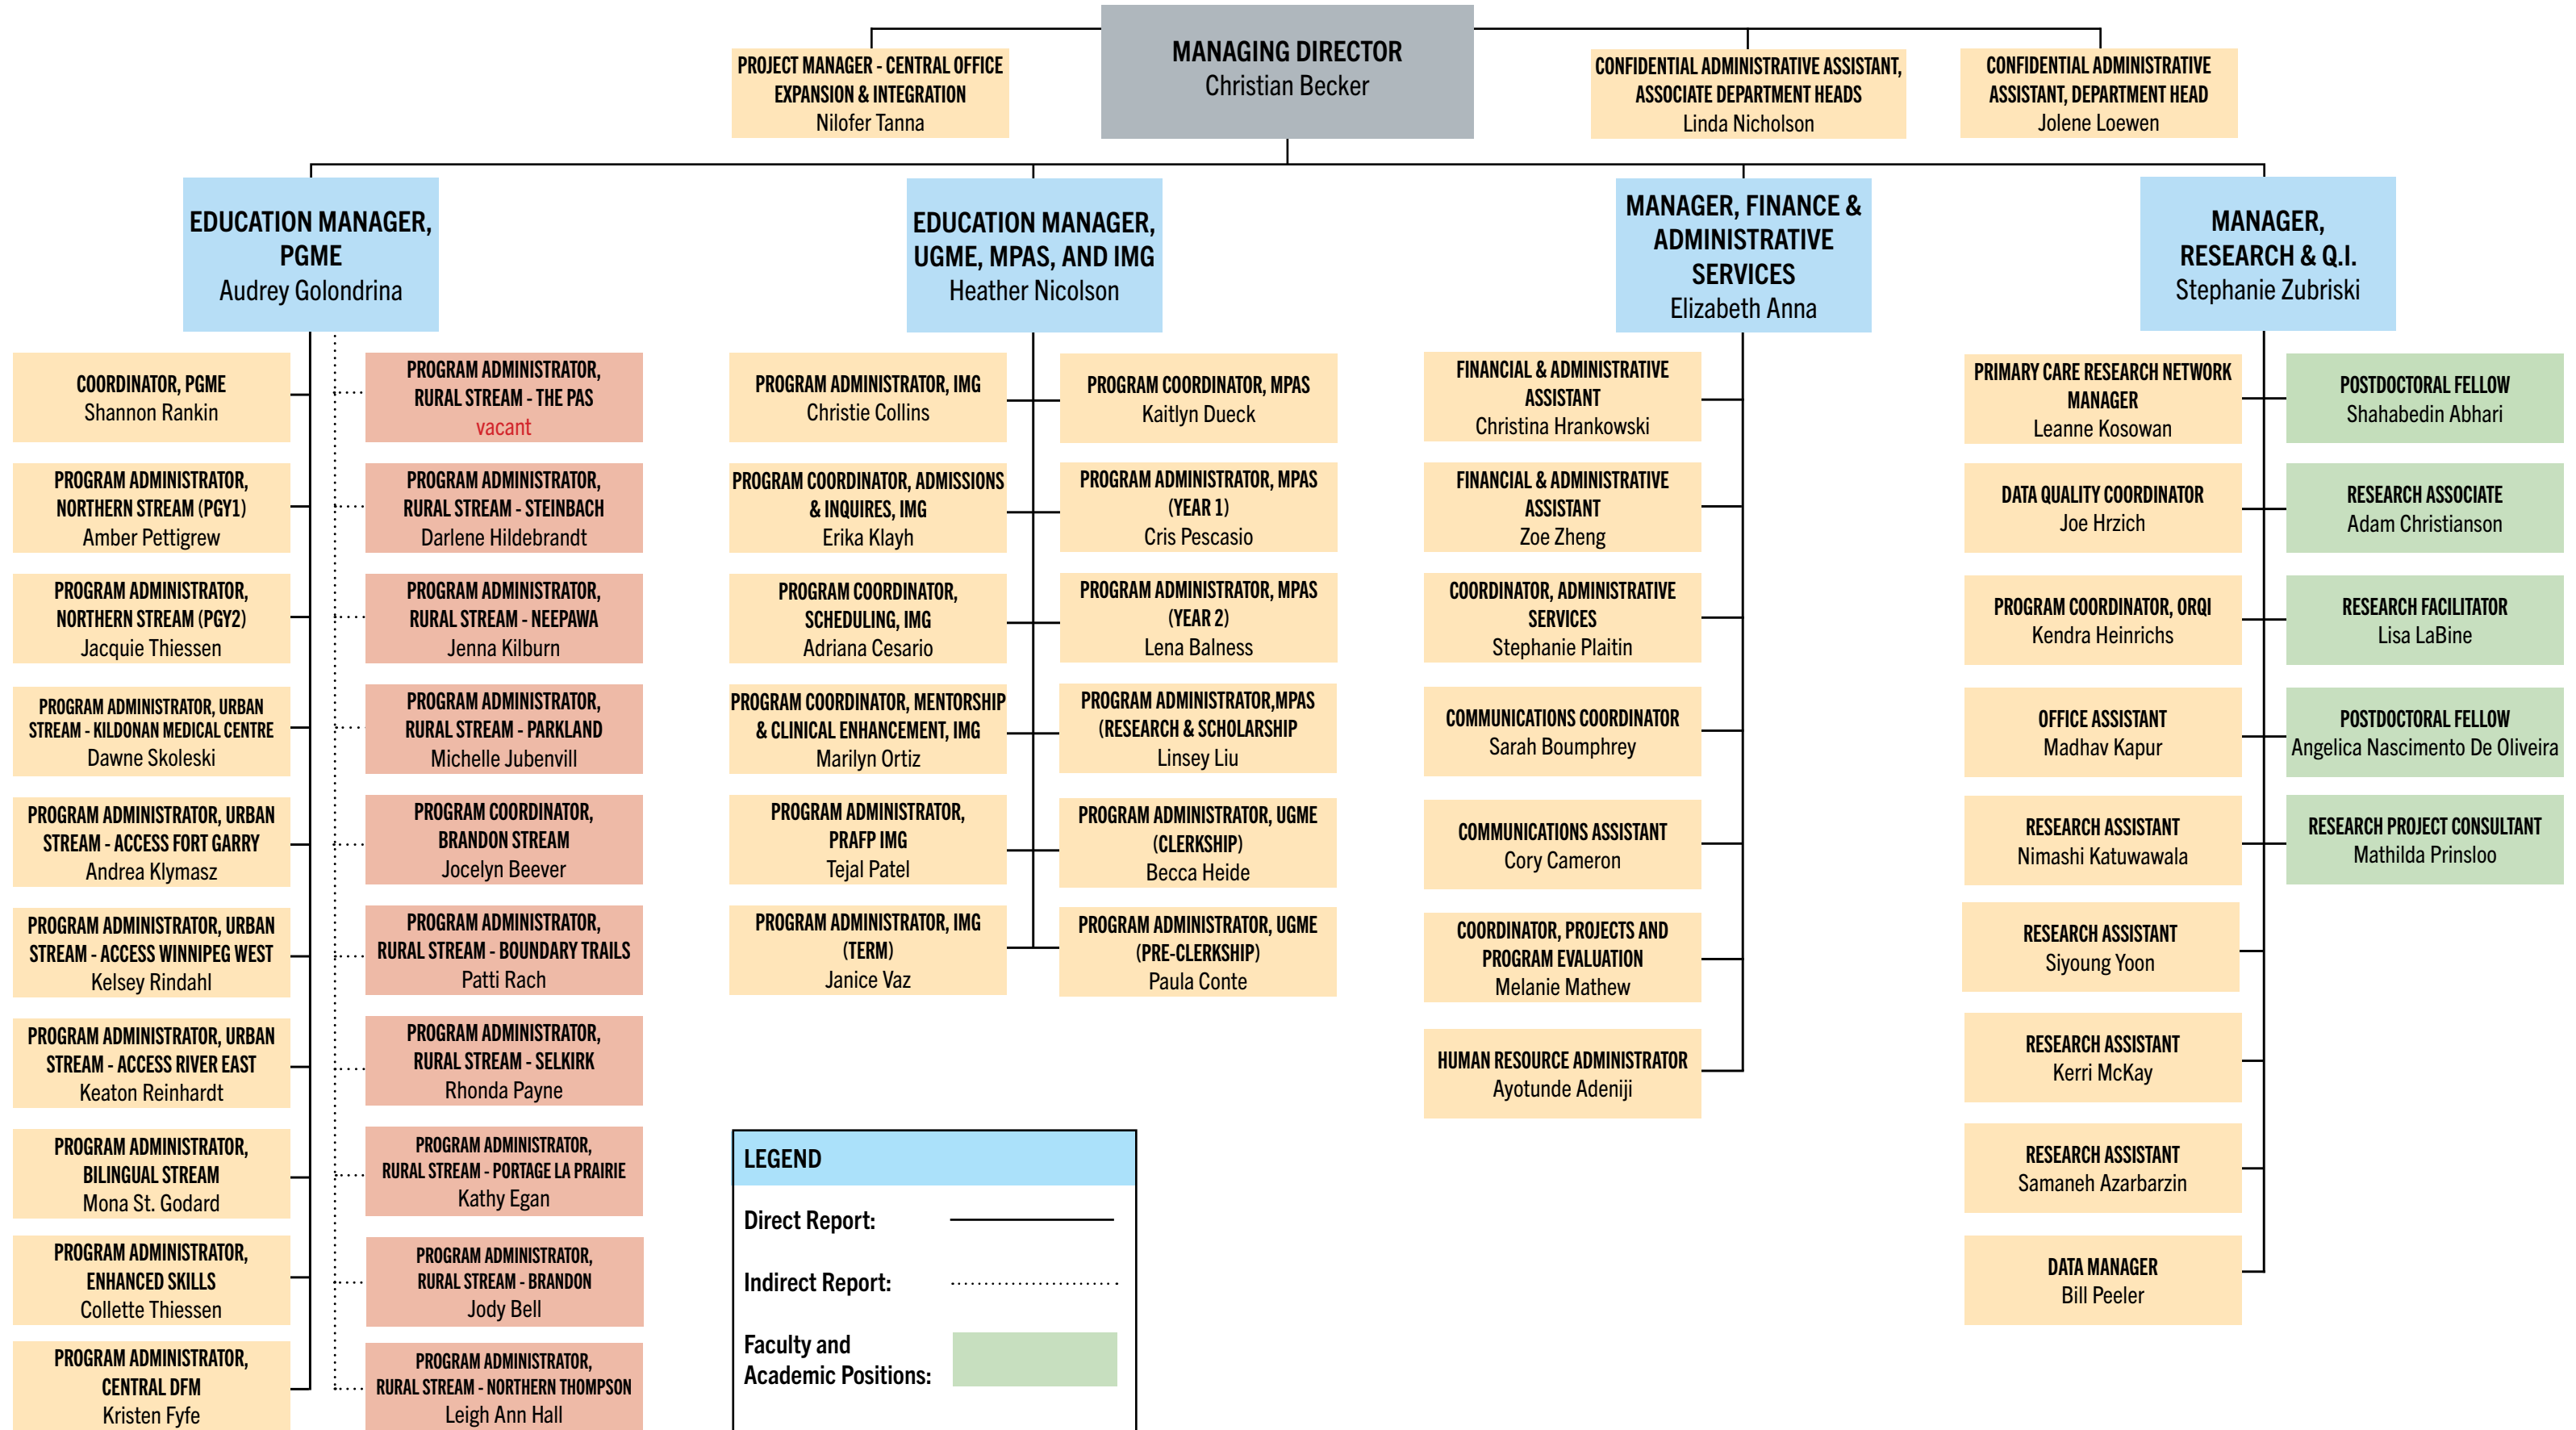 MANAGING DIRECTOR
Christian Becker
PROJECT MANAGER - CENTRAL OFFICE
EXPANSION & INTEGRATION
Nilofer Tanna
CONFIDENTIAL ADMINISTRATIVE ASSISTANT,
ASSOCIATE DEPARTMENT HEADS
Linda Nicholson
CONFIDENTIAL ADMINISTRATIVE
ASSISTANT, DEPARTMENT HEAD
Jolene Loewen
EDUCATION MANAGER,
PGME
Audrey Golondrina
COORDINATOR, PGME
Shannon Rankin
PROGRAM ADMINISTRATOR,
NORTHERN STREAM (PGY1)
Amber Pettigrew
PROGRAM ADMINISTRATOR,
NORTHERN STREAM (PGY2)
Jacquie Thiessen
PROGRAM ADMINISTRATOR, URBAN
STREAM - KILDONAN MEDICAL CENTRE
Dawne Skoleski
PROGRAM ADMINISTRATOR, URBAN
STREAM - ACCESS FORT GARRY
Andrea Klymasz
PROGRAM ADMINISTRATOR, URBAN
STREAM - ACCESS WINNIPEG WEST
Kelsey Rindahl
PROGRAM ADMINISTRATOR, URBAN
STREAM - ACCESS RIVER EAST
Keaton Reinhardt
PROGRAM ADMINISTRATOR,
BILINGUAL STREAM
Mona St. Godard
PROGRAM ADMINISTRATOR,
ENHANCED SKILLS
Collette Thiessen
PROGRAM ADMINISTRATOR,
CENTRAL DFM
Kristen Fyfe
PROGRAM ADMINISTRATOR,
RURAL STREAM - THE PAS
vacant
PROGRAM ADMINISTRATOR,
RURAL STREAM - STEINBACH
Darlene Hildebrandt
PROGRAM ADMINISTRATOR,
RURAL STREAM - NEEPAWA
Jenna Kilburn
PROGRAM ADMINISTRATOR,
RURAL STREAM - PARKLAND
Michelle Jubenvill
PROGRAM COORDINATOR,
BRANDON STREAM
Jocelyn Beever
PROGRAM ADMINISTRATOR,
RURAL STREAM - BOUNDARY TRAILS
Patti Rach
PROGRAM ADMINISTRATOR,
RURAL STREAM - SELKIRK
Rhonda Payne
PROGRAM ADMINISTRATOR,
RURAL STREAM - PORTAGE LA PRAIRIE
Kathy Egan
PROGRAM ADMINISTRATOR,
RURAL STREAM - BRANDON
Jody Bell
PROGRAM ADMINISTRATOR,
RURAL STREAM - NORTHERN THOMPSON
Leigh Ann Hall
EDUCATION MANAGER,
UGME, MPAS, AND IMG
Heather Nicolson
PROGRAM ADMINISTRATOR, IMG
Christie Collins
PROGRAM COORDINATOR, ADMISSIONS
& INQUIRES, IMG
Erika Klayh
PROGRAM COORDINATOR,
SCHEDULING, IMG
Adriana Cesario
PROGRAM COORDINATOR, MENTORSHIP
& CLINICAL ENHANCEMENT, IMG
Marilyn Ortiz
PROGRAM ADMINISTRATOR,
PRAFP IMG
Tejal Patel
PROGRAM ADMINISTRATOR, IMG
(TERM)
Janice Vaz
PROGRAM COORDINATOR, MPAS
Kaitlyn Dueck
PROGRAM ADMINISTRATOR, MPAS
(YEAR 1)
Cris Pescasio
PROGRAM ADMINISTRATOR, MPAS
(YEAR 2)
Lena Balness
PROGRAM ADMINISTRATOR,MPAS
(RESEARCH & SCHOLARSHIP
Linsey Liu
PROGRAM ADMINISTRATOR, UGME
(CLERKSHIP)
Becca Heide
PROGRAM ADMINISTRATOR, UGME
(PRE-CLERKSHIP)
Paula Conte
MANAGER, FINANCE &
ADMINISTRATIVE
SERVICES
Elizabeth Anna
FINANCIAL & ADMINISTRATIVE
ASSISTANT
Christina Hrankowski
FINANCIAL & ADMINISTRATIVE
ASSISTANT
Zoe Zheng
COORDINATOR, ADMINISTRATIVE
SERVICES
Stephanie Plaitin
COMMUNICATIONS COORDINATOR
Sarah Boumphrey
COMMUNICATIONS ASSISTANT
Cory Cameron
COORDINATOR, PROJECTS AND
PROGRAM EVALUATION
Melanie Mathew
HUMAN RESOURCE ADMINISTRATOR
Ayotunde Adeniji
MANAGER,
RESEARCH & Q.I.
Stephanie Zubriski
PRIMARY CARE RESEARCH NETWORK
MANAGER
Leanne Kosowan
DATA QUALITY COORDINATOR
Joe Hrzich
PROGRAM COORDINATOR, ORQI
Kendra Heinrichs
OFFICE ASSISTANT
Madhav Kapur
RESEARCH ASSISTANT
Nimashi Katuwawala
RESEARCH ASSISTANT
Siyoung Yoon
RESEARCH ASSISTANT
Kerri McKay
RESEARCH ASSISTANT
Samaneh Azarbarzin
DATA MANAGER
Bill Peeler
POSTDOCTORAL FELLOW
Shahabedin Abhari
RESEARCH ASSOCIATE
Adam Christianson
RESEARCH FACILITATOR
Lisa LaBine
POSTDOCTORAL FELLOW
Angelica Nascimento De Oliveira
RESEARCH PROJECT CONSULTANT
Mathilda Prinsloo
LEGEND
Direct Report:
Indirect Report:
Faculty and
Academic Positions: